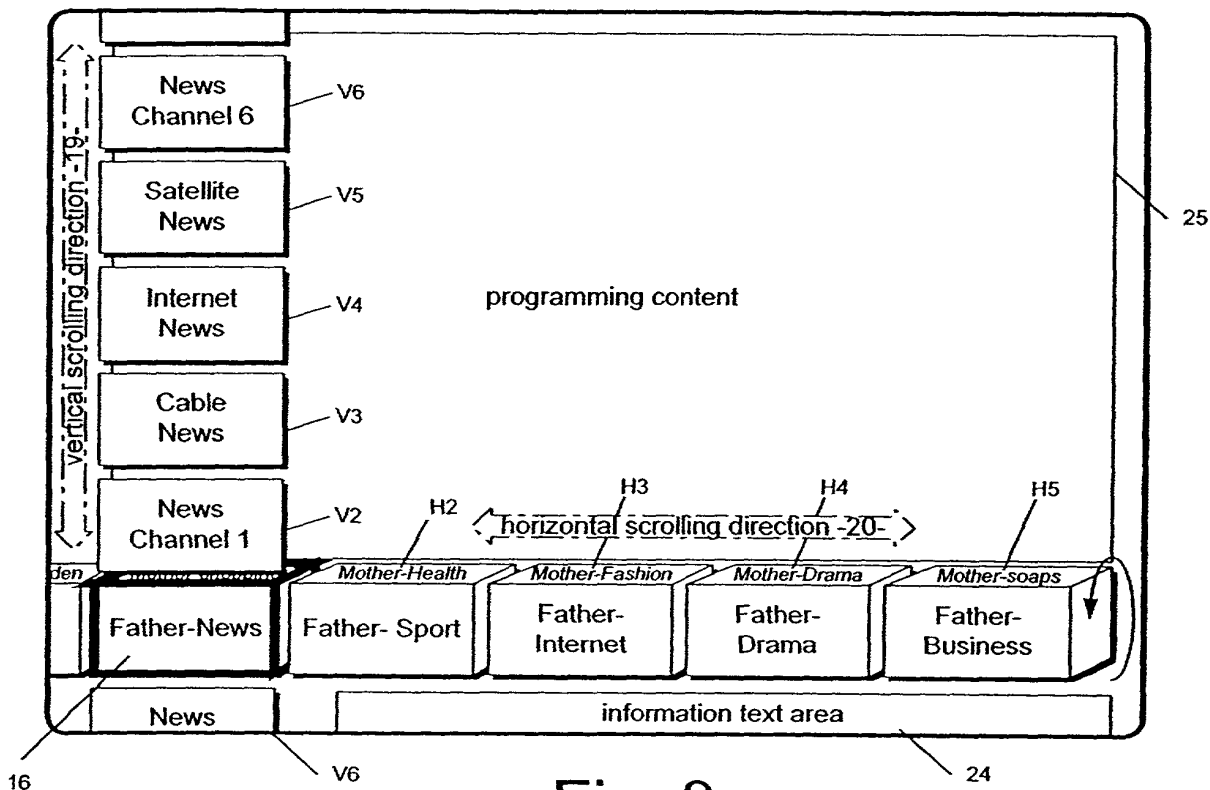 News
Channel 6
V6
Satellite
News
V5
25
vertical scrolling direction -19-
Internet
News
V4
programming content
Cable
News
V3
News
Channel 1
V2
H2
H3
H4
H5
horizontal scrolling direction -20-
den
Mother-Health
Mother-Fashion
Mother-Drama
Mother-soaps
Father-News
Father- Sport
Father-
Internet
Father-
Drama
Father-
Business
News
information text area
16
V6
24